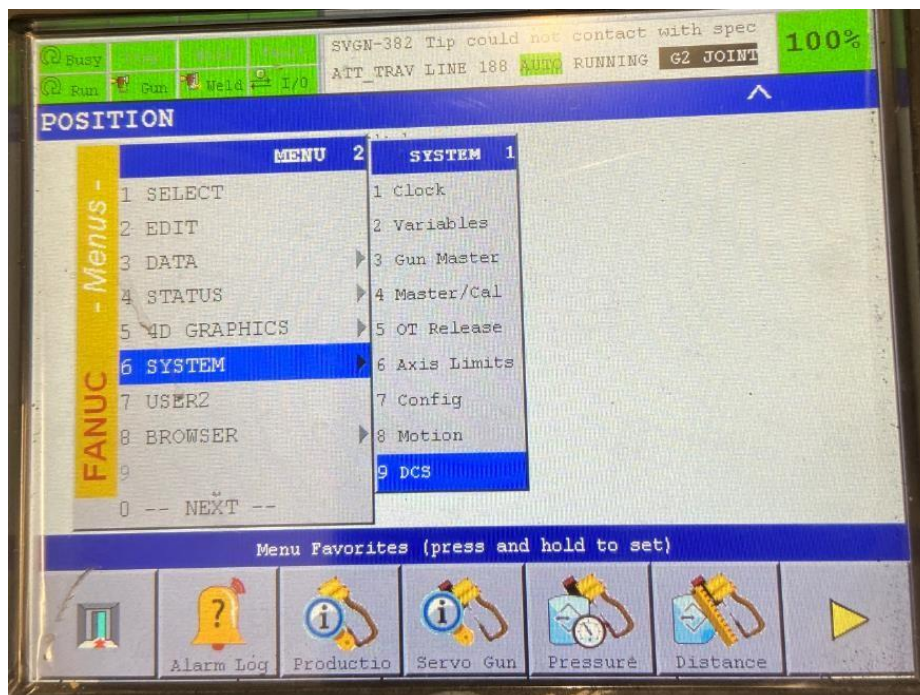 SVGN-382 Tip could not contact with spec
ATT_TRAV LINE 188 AUTO RUNNING G2 JOINT
100%
Busy
Run Gun Weld I/O
POSITION
FANUC - Menus -
MENU 2
1 SELECT
2 EDIT
3 DATA
4 STATUS
5 4D GRAPHICS
6 SYSTEM
7 USER2
8 BROWSER
9
0 -- NEXT --
SYSTEM 1
1 Clock
2 Variables
3 Gun Master
4 Master/Cal
5 OT Release
6 Axis Limits
7 Config
8 Motion
9 DCS
Menu Favorites (press and hold to set)
Alarm Log
Productio
Servo Gun
Pressure
Distance